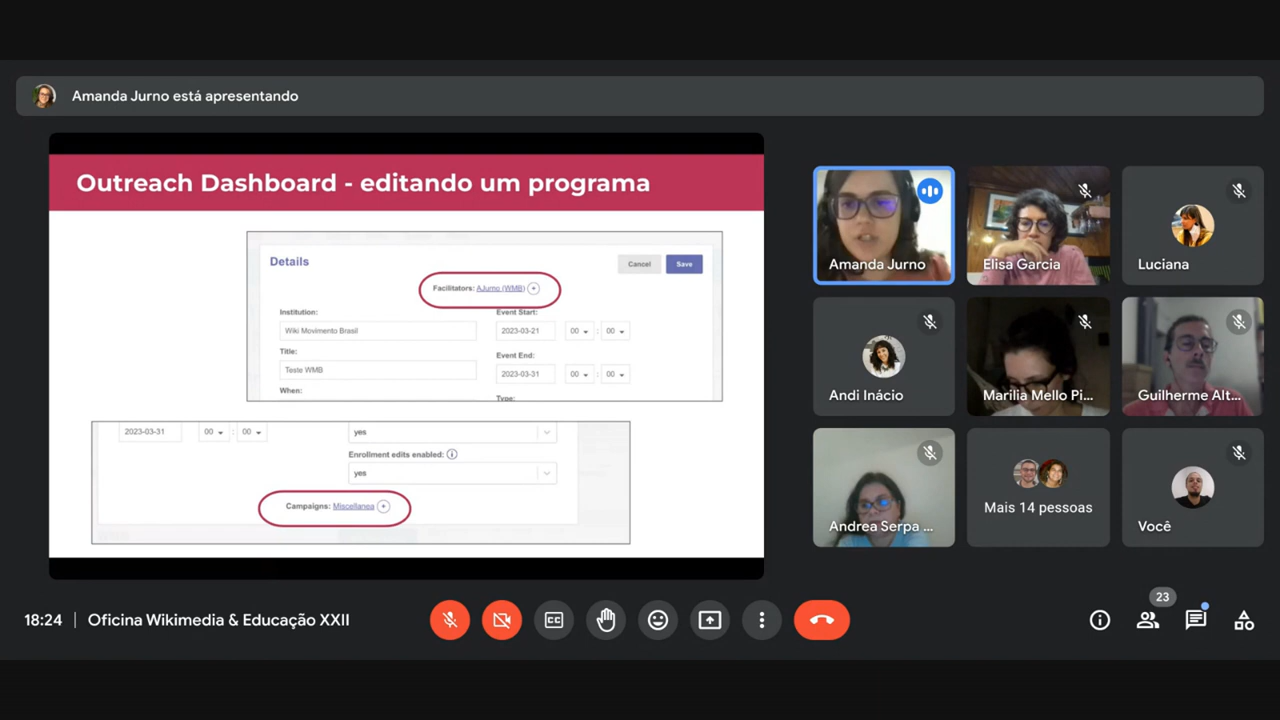 Amanda Jurno está apresentando
Outreach Dashboard - editando um programa
Details
Cancel
Save
Facilitators: AJurno (WMB) +
Institution:
Event Start:
Wiki Movimento Brasil
2023-03-21
00 : 00
Title:
Event End:
Teste WMB
2023-03-31
00 : 00
When:
Type:
2023-03-31
00 : 00
yes
Enrollment edits enabled:
yes
Campaigns: Miscellanea +
Amanda Jurno
Elisa Garcia
Luciana
Andi Inácio
Marilia Mello Pi...
Guilherme Alt...
Andrea Serpa ...
Mais 14 pessoas
Você
18:24 | Oficina Wikimedia & Educação XXII
CC
23